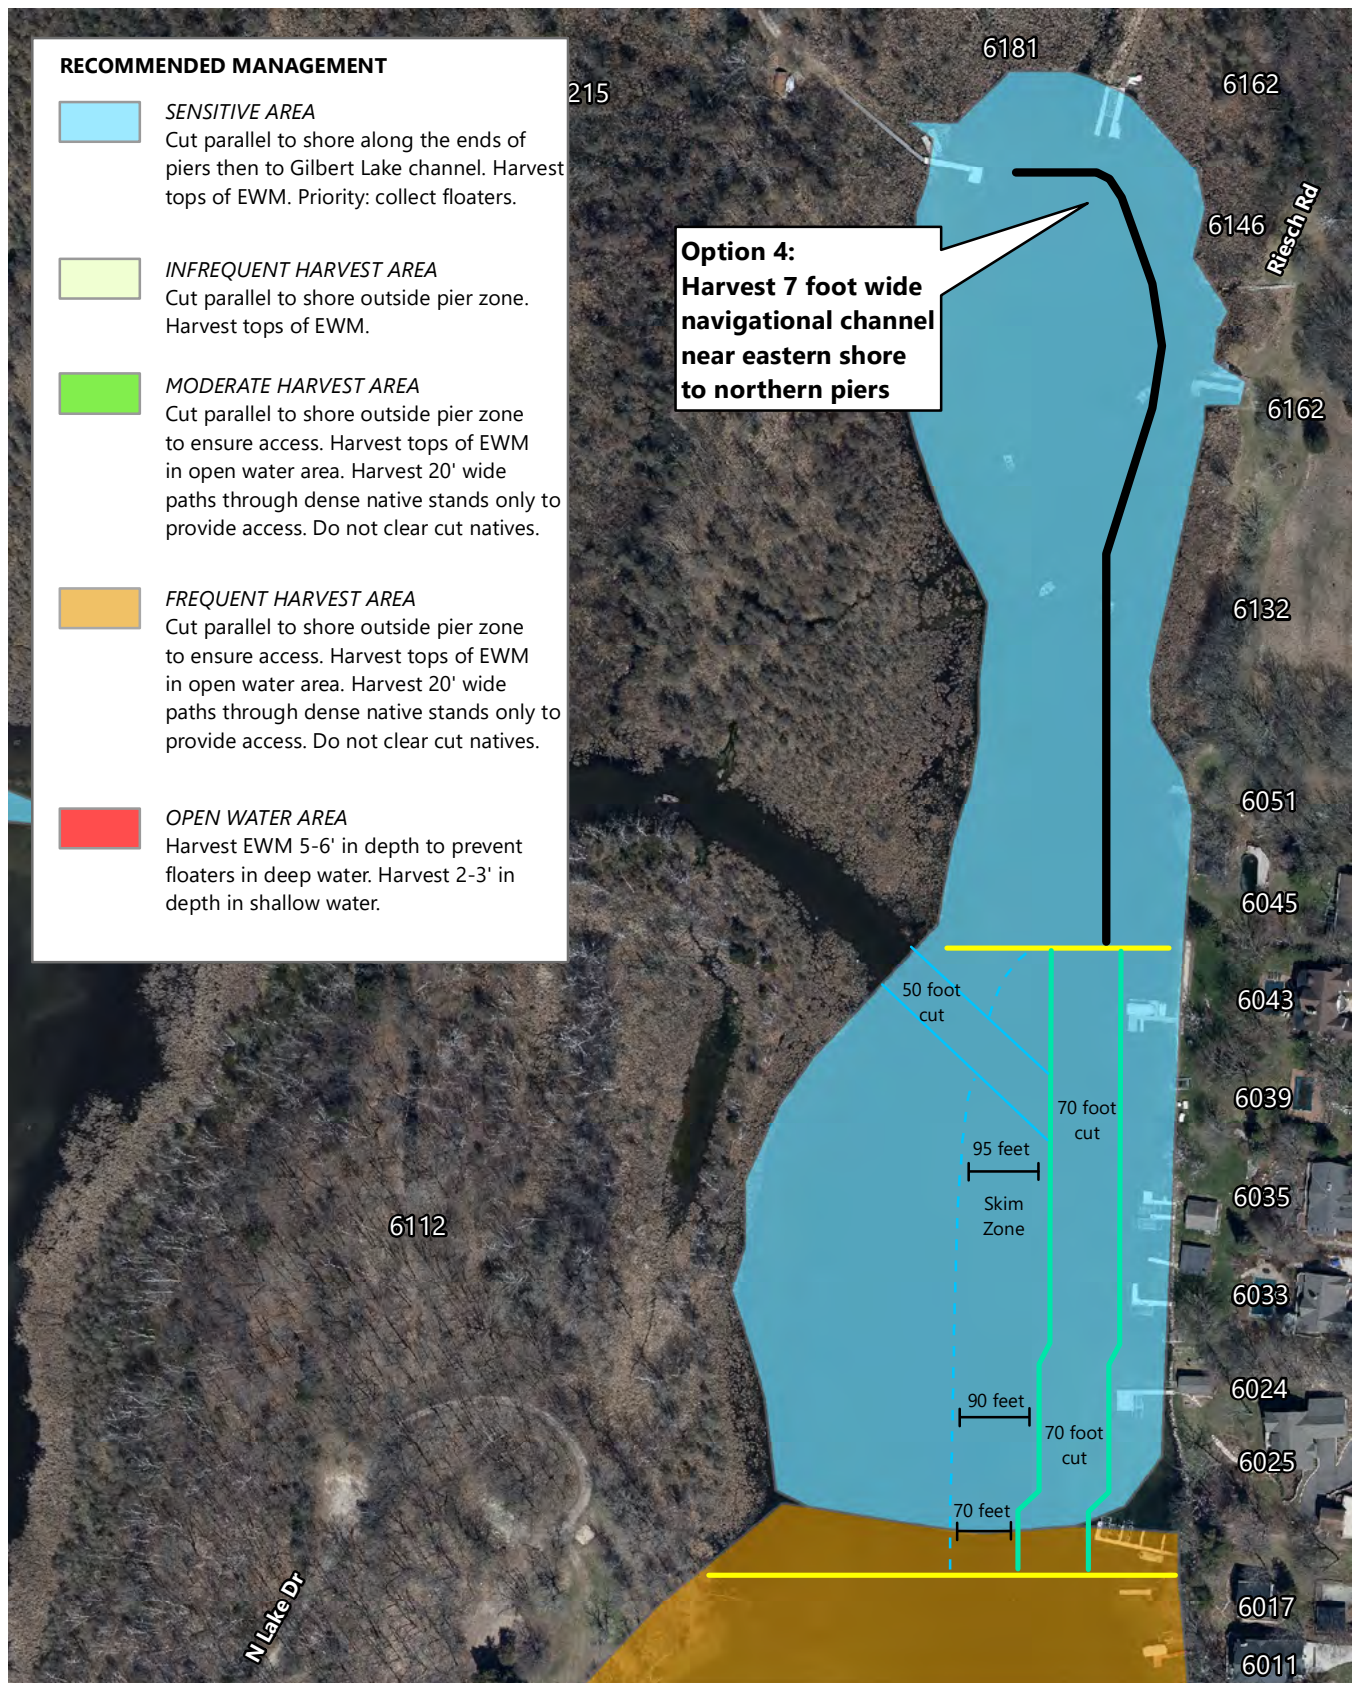 RECOMMENDED MANAGEMENT
SENSITIVE AREA
Cut parallel to shore along the ends of
piers then to Gilbert Lake channel. Harvest
tops of EWM. Priority: collect floaters.
INFREQUENT HARVEST AREA
Cut parallel to shore outside pier zone.
Harvest tops of EWM.
MODERATE HARVEST AREA
Cut parallel to shore outside pier zone
to ensure access. Harvest tops of EWM
in open water area. Harvest 20' wide
paths through dense native stands only to
provide access. Do not clear cut natives.
FREQUENT HARVEST AREA
Cut parallel to shore outside pier zone
to ensure access. Harvest tops of EWM
in open water area. Harvest 20' wide
paths through dense native stands only to
provide access. Do not clear cut natives.
OPEN WATER AREA
Harvest EWM 5-6' in depth to prevent
floaters in deep water. Harvest 2-3' in
depth in shallow water.
215
6181
6162
6146
Riesch Rd
Option 4:
Harvest 7 foot wide
navigational channel
near eastern shore
to northern piers
6162
6132
6051
6045
50 foot
cut
6043
70 foot
cut
6039
95 feet
Skim
Zone
6035
6112
6033
6024
90 feet
70 foot
cut
6025
70 feet
N Lake Dr
6017
6011